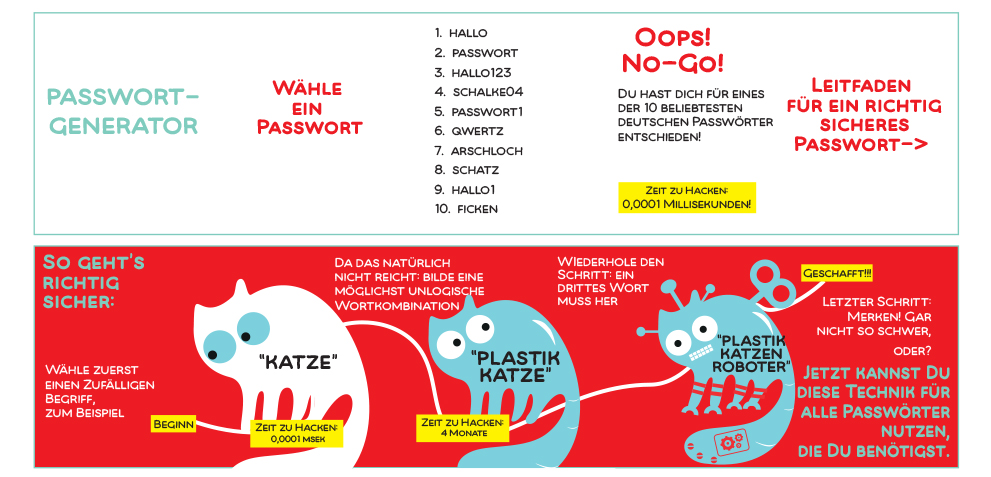 PASSWORT-
GENERATOR
WÄHLE
EIN
PASSWORT
1. HALLO
2. PASSWORT
3. HALLO123
4. SCHALKE04
5. PASSWORT1
6. QWERTZ
7. ARSCHLOCH
8. SCHATZ
9. HALLO1
10. FICKEN
OOPS!
NO-GO!
DU HAST DICH FÜR EINES
DER 10 BELIEBTESTEN
DEUTSCHEN PASSWÖRTER
ENTSCHIEDEN!
ZEIT ZU HACKEN:
0,0001 MILLISEKUNDEN!
LEITFADEN
FÜR EIN RICHTIG
SICHERES
PASSWORT->
SO GEHT'S
RICHTIG
SICHER:
WÄHLE ZUERST
EINEN ZUFÄLLIGEN
BEGRIFF,
ZUM BEISPIEL
BEGINN
"KATZE"
ZEIT ZU HACKEN:
0,0001 MSEK
DA DAS NATÜRLICH
NICHT REICHT: BILDE EINE
MÖGLICHST UNLOGISCHE
WORTKOMBINATION
"PLASTIK
KATZE"
ZEIT ZU HACKEN:
4 MONATE
WIEDERHOLE DEN
SCHRITT: EIN
DRITTES WORT
MUSS HER
"PLASTIK
KATZEN
ROBOTER"
GESCHAFFT!!!
LETZTER SCHRITT:
MERKEN! GAR
NICHT SO SCHWER,
ODER?
JETZT KANNST DU
DIESE TECHNIK FÜR
ALLE PASSWÖRTER
NUTZEN,
DIE DU BENÖTIGST.